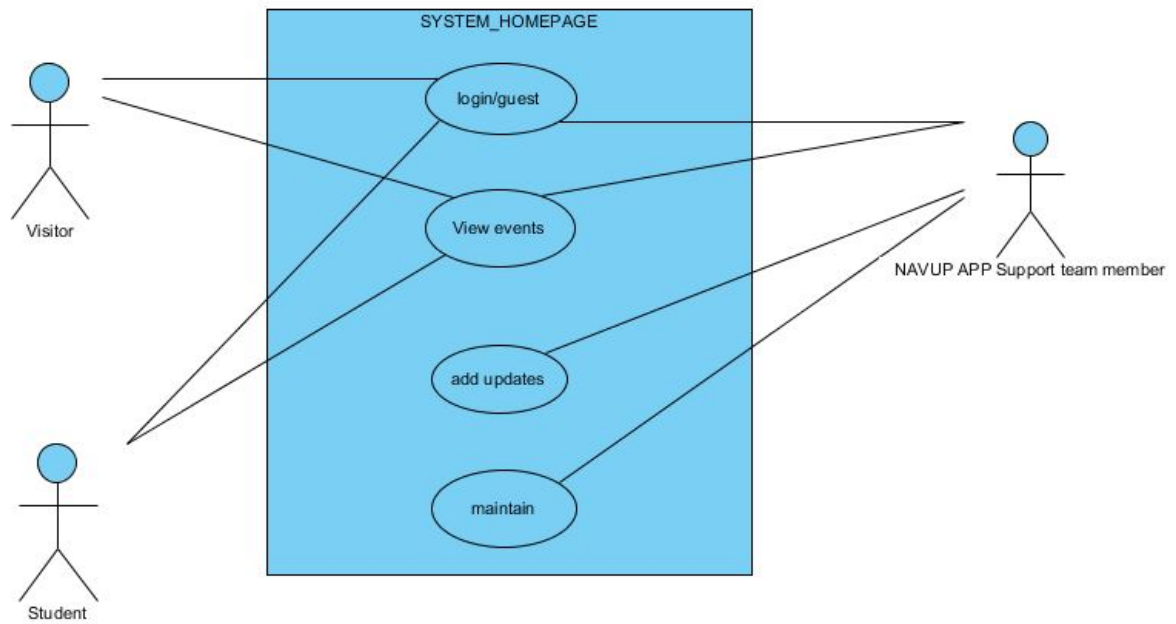 SYSTEM_HOMEPAGE
login/guest
Visitor
View events
NAVUP APP Support team member
add updates
maintain
Student